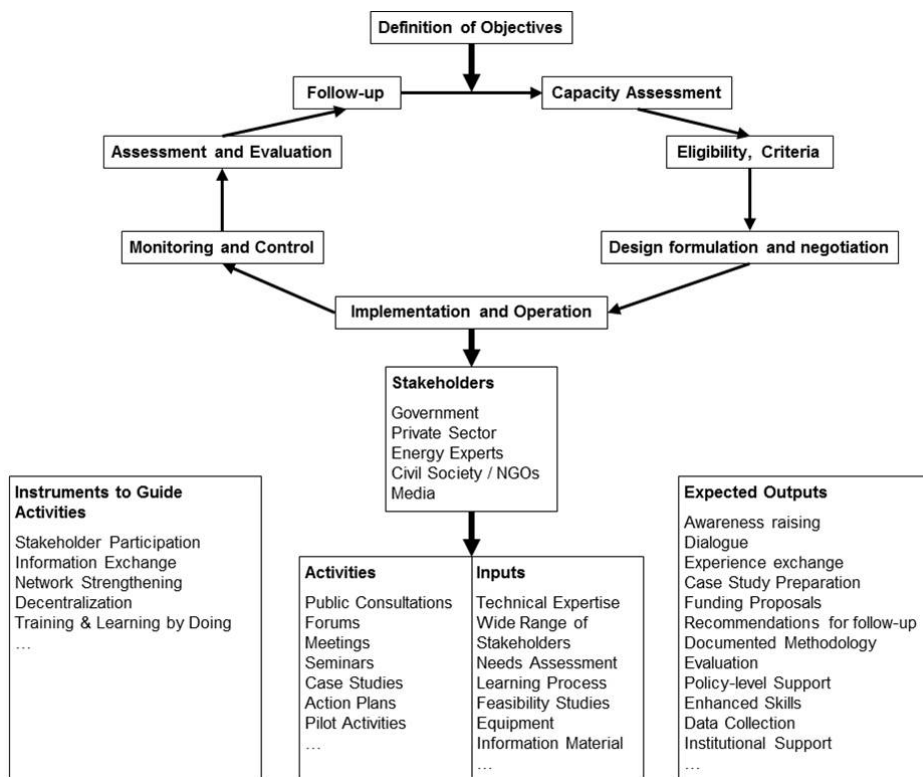 Definition of Objectives
Follow-up
Capacity Assessment
Assessment and Evaluation
Eligibility, Criteria
Monitoring and Control
Design formulation and negotiation
Implementation and Operation
Stakeholders
Government
Private Sector
Energy Experts
Civil Society / NGOs
Media
Instruments to Guide
Activities
Stakeholder Participation
Information Exchange
Network Strengthening
Decentralization
Training & Learning by Doing
…
Activities
Public Consultations
Forums
Meetings
Seminars
Case Studies
Action Plans
Pilot Activities
…
Inputs
Technical Expertise
Wide Range of
Stakeholders
Needs Assessment
Learning Process
Feasibility Studies
Equipment
Information Material
…
Expected Outputs
Awareness raising
Dialogue
Experience exchange
Case Study Preparation
Funding Proposals
Recommendations for follow-up
Documented Methodology
Evaluation
Policy-level Support
Enhanced Skills
Data Collection
Institutional Support
…